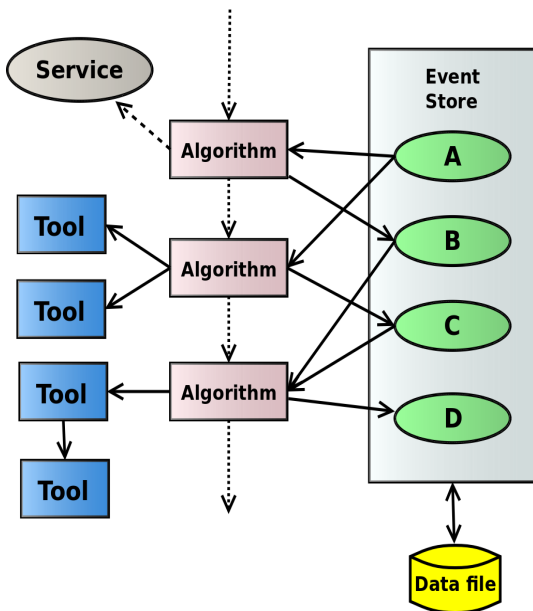 Service
Event
Store
Algorithm
A
Tool
B
Algorithm
Tool
C
Tool
Algorithm
D
Tool
Data file